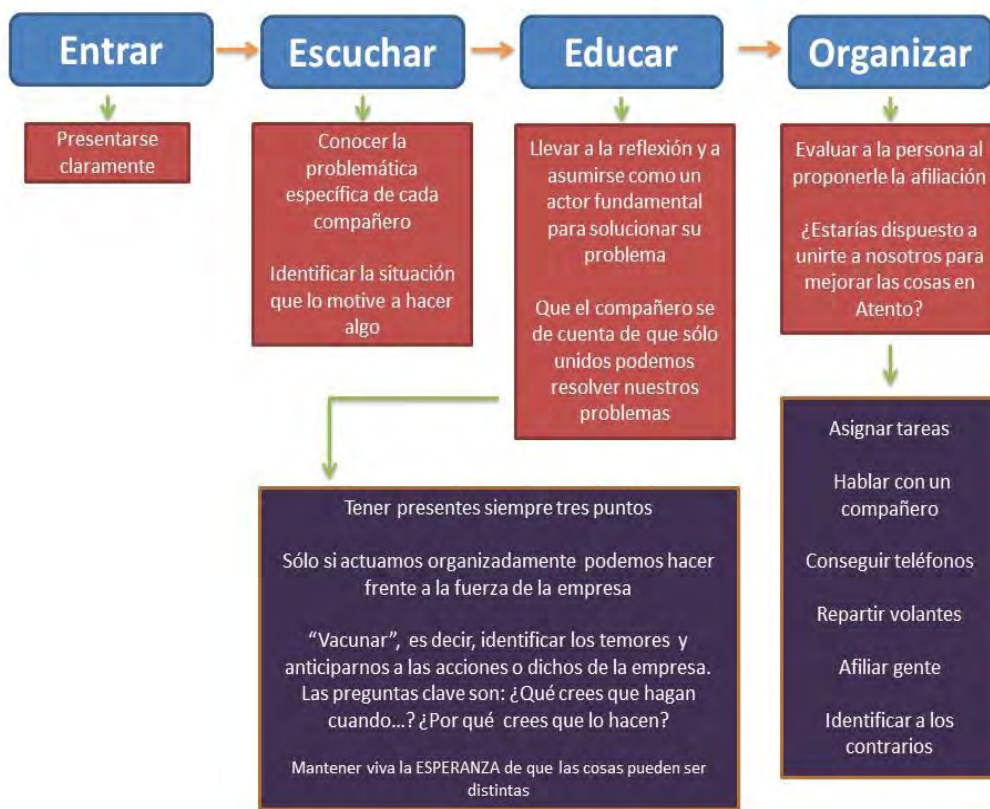 Entrar
Escuchar
Educar
Organizar
Presentarse
claramente
Conocer la
problemática
específica de cada
compañero
Identificar la situación
que lo motive a hacer
algo
Llevar a la reflexión y a
asumirse como un
actor fundamental
para solucionar su
problema
Que el compañero se
de cuenta de que sólo
unidos podemos
resolver nuestros
problemas
Evaluar a la persona al
proponerle la afiliación
¿Estarías dispuesto a
unirte a nosotros para
mejorar las cosas en
Atento?
Tener presentes siempre tres puntos
Sólo si actuamos organizadamente podemos hacer
frente a la fuerza de la empresa
“Vacunar”, es decir, identificar los temores y
anticiparnos a las acciones o dichos de la empresa.
Las preguntas clave son: ¿Qué crees que hagan
cuando...? ¿Por qué crees que lo hacen?
Mantener viva la ESPERANZA de que las cosas pueden ser
distintas
Asignar tareas
Hablar con un
compañero
Conseguir teléfonos
Repartir volantes
Afiliar gente
Identificar a los
contrarios